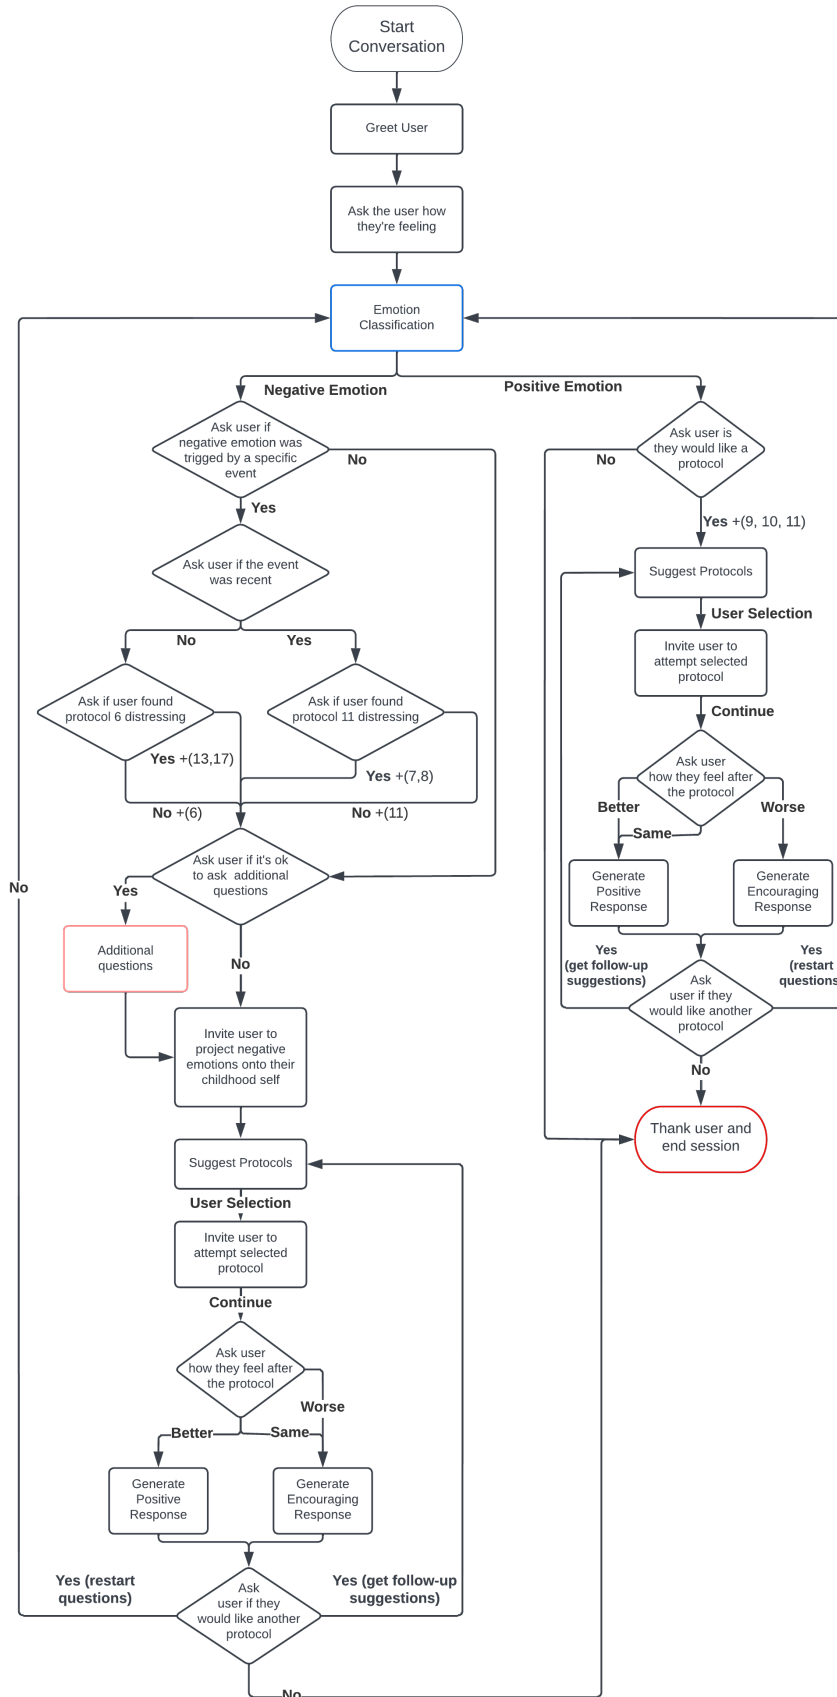 Start
Conversation
Greet User
Ask the user how
they're feeling
Emotion
Classification
Negative Emotion
Positive Emotion
Ask user if
negative emotion was
trigged by a specific
event
No
Yes
Ask user is
they would like a
protocol
No
Yes +(9, 10, 11)
Ask user if the event
was recent
No
Yes
Suggest Protocols
User Selection
Invite user to
attempt selected
protocol
Continue
Ask if user found
protocol 6 distressing
Ask if user found
protocol 11 distressing
Yes +(13,17)
Yes +(7,8)
No +(6)
No +(11)
Ask user
how they feel after
the protocol
Better
Worse
Same
Generate
Positive
Response
Generate
Encouraging
Response
Ask user if it's ok
to ask additional
questions
No
Yes
No
Additional
questions
Yes
(get follow-up
suggestions)
Yes
(restart
questions
Ask
user if they
would like another
protocol
No
Thank user and
end session
Invite user to
project negative
emotions onto their
childhood self
Suggest Protocols
User Selection
Invite user to
attempt selected
protocol
Continue
Ask user
how they feel after
the protocol
Worse
Better
Same
Generate
Positive
Response
Generate
Encouraging
Response
Yes (restart
questions)
Yes (get follow-up
suggestions)
Ask
user if they
would like another
protocol
No